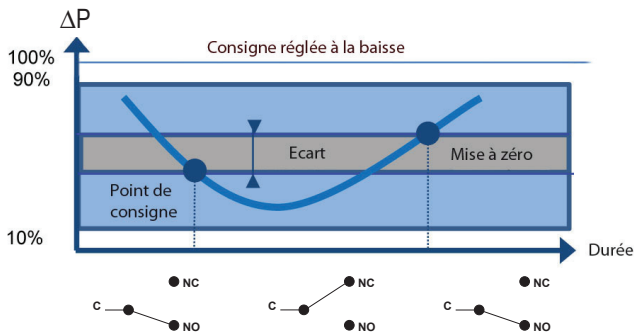 ΔP
Consigne réglée à la baisse
100%
90%
Ecart
Mise à zéro
Point de
consigne
10%
Durée
NC
C
NO
NC
C
NO
NC
C
NO